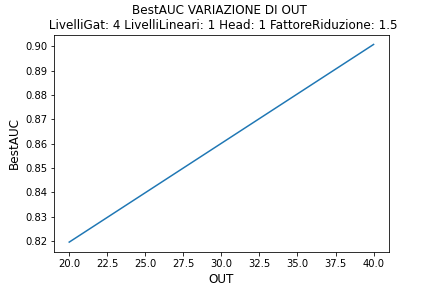 BestAUC VARIAZIONE DI OUT
LivelliGat: 4 LivelliLineari: 1 Head: 1 FattoreRiduzione: 1.5
BestAUC
0.90
0.89
0.88
0.87
0.86
0.85
0.84
0.83
0.82
20.0 22.5 25.0 27.5 30.0 32.5 35.0 37.5 40.0
OUT